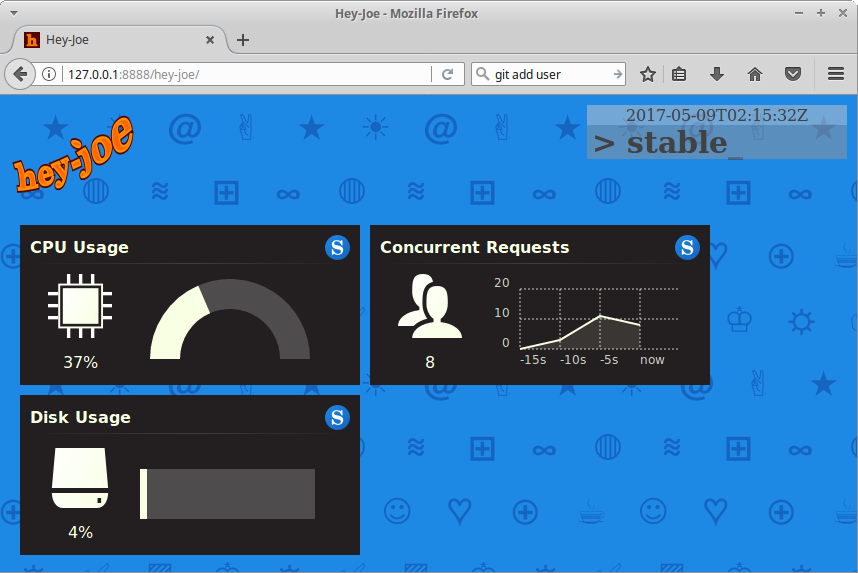 Hey-Joe - Mozilla Firefox
h Hey-Joe
127.0.0.1:8888/hey-joe/
git add user
hey-joe
2017-05-09T02:15:32Z
> stable_
CPU Usage S
37%
Concurrent Requests S
20
10
0
-15s -10s -5s now
8
Disk Usage S
4%